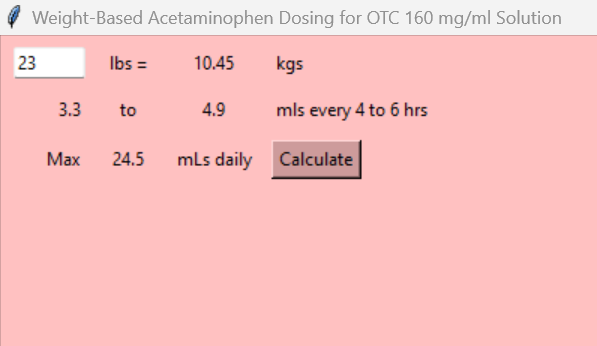 Weight-Based Acetaminophen Dosing for OTC 160 mg/ml Solution
23 lbs = 10.45 kgs
3.3 to 4.9 mls every 4 to 6 hrs
Max 24.5 mLs daily Calculate